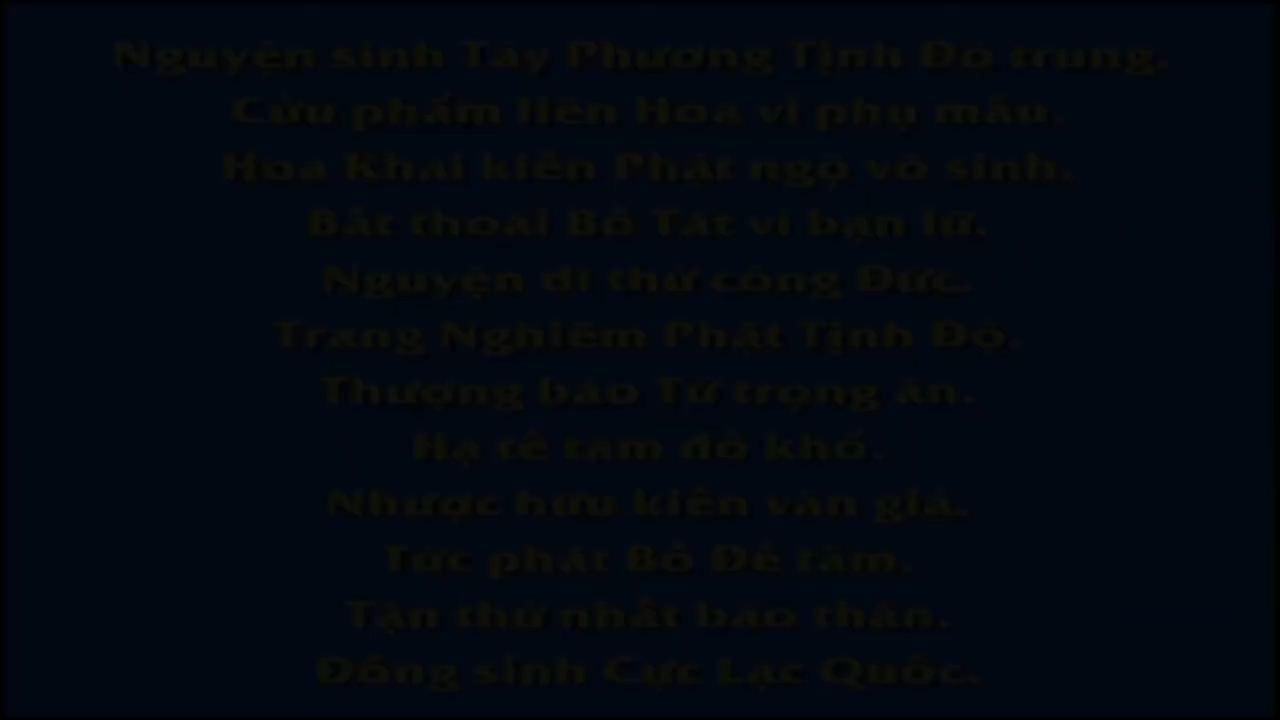 Nguyện sinh Tây Phương Tịnh Độ trung,
Cửu phẩm liên Hoa vi phụ mẫu.
Hoa Khai kiến Phật ngộ vô sinh,
Bất thoái Bồ Tát vi bạn lữ.
Nguyện dĩ thử công Đức.
Trang Nghiêm Phật Tịnh Độ.
Thượng báo Tứ trọng ân.
Hạ tế tam đồ khổ.
Nhược hữu kiến văn giả.
Tức phát Bồ Đề tâm.
Tận thử nhất báo thân.
Đồng sinh Cực Lạc Quốc.